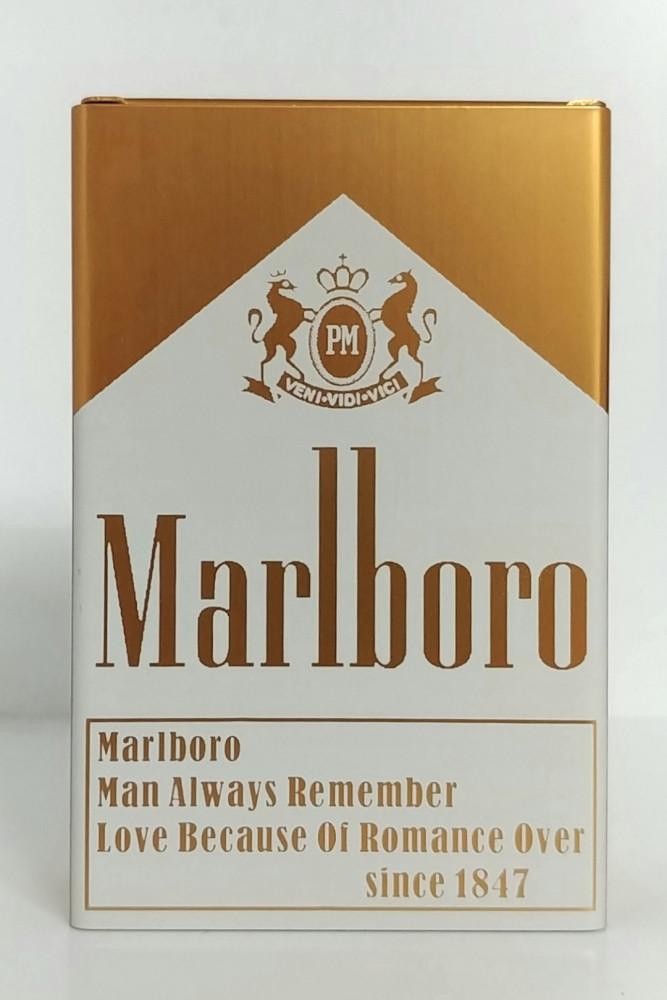 PM
VENI•VIDI•VICI
Marlboro
Marlboro
Man Always Remember
Love Because Of Romance Over
since 1847